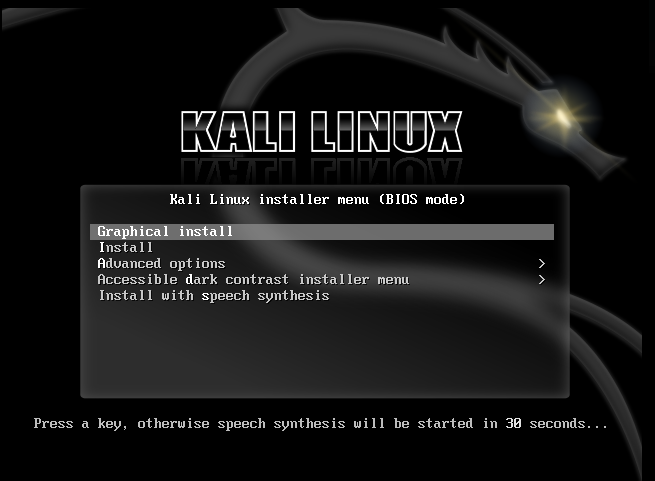 KALI LINUX
Kali Linux installer menu (BIOS mode)
Graphical install
Install
Advanced options >
Accessible dark contrast installer menu >
Install with speech synthesis
Press a key, otherwise speech synthesis will be started in 30 seconds...